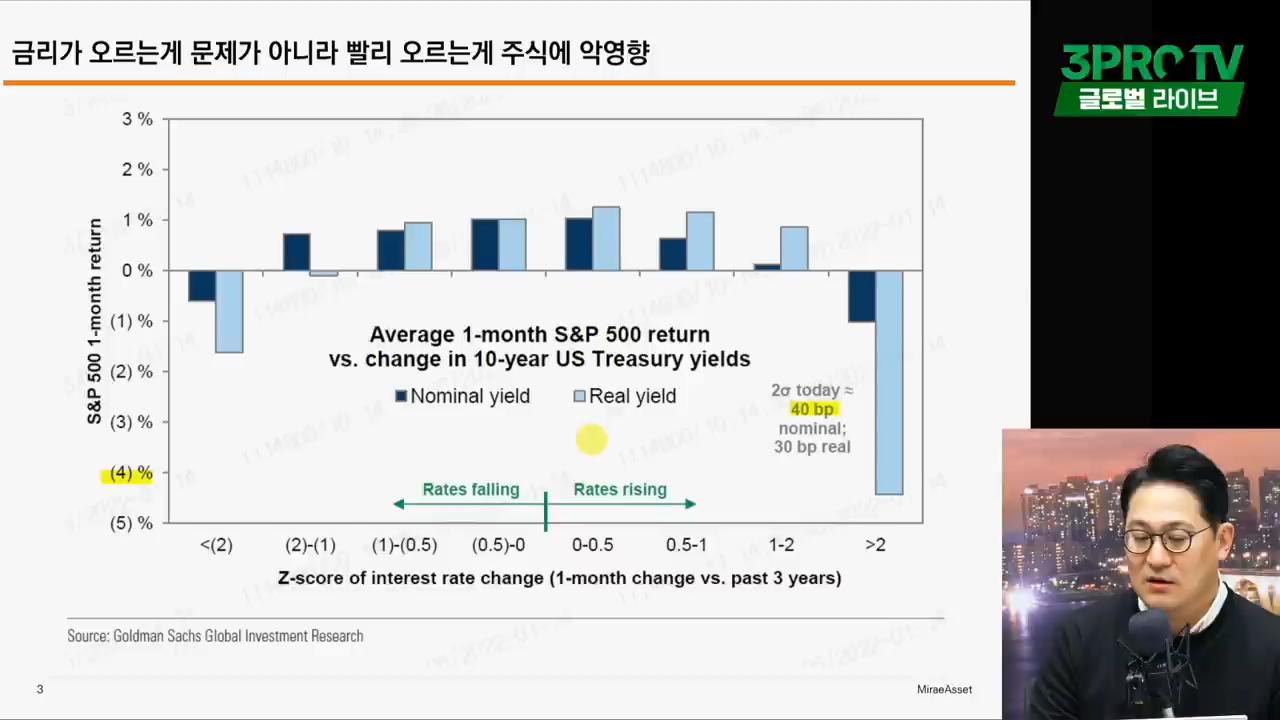 금리가 오르는게 문제가 아니라 빨리 오르는게 주식에 악영향
3PRO TV
글로벌 라이브
3 %
2 %
1 %
0 %
(1) %
(2) %
(3) %
(4) %
(5) %
S&P 500 1-month return
Average 1-month S&P 500 return
vs. change in 10-year US Treasury yields
Nominal yield
Real yield
2σ today ≈
40 bp
nominal;
30 bp real
Rates falling
Rates rising
<(2)
(2)-(1)
(1)-(0.5)
(0.5)-0
0-0.5
0.5-1
1-2
>2
Z-score of interest rate change (1-month change vs. past 3 years)
Source: Goldman Sachs Global Investment Research
3
MiraeAsset